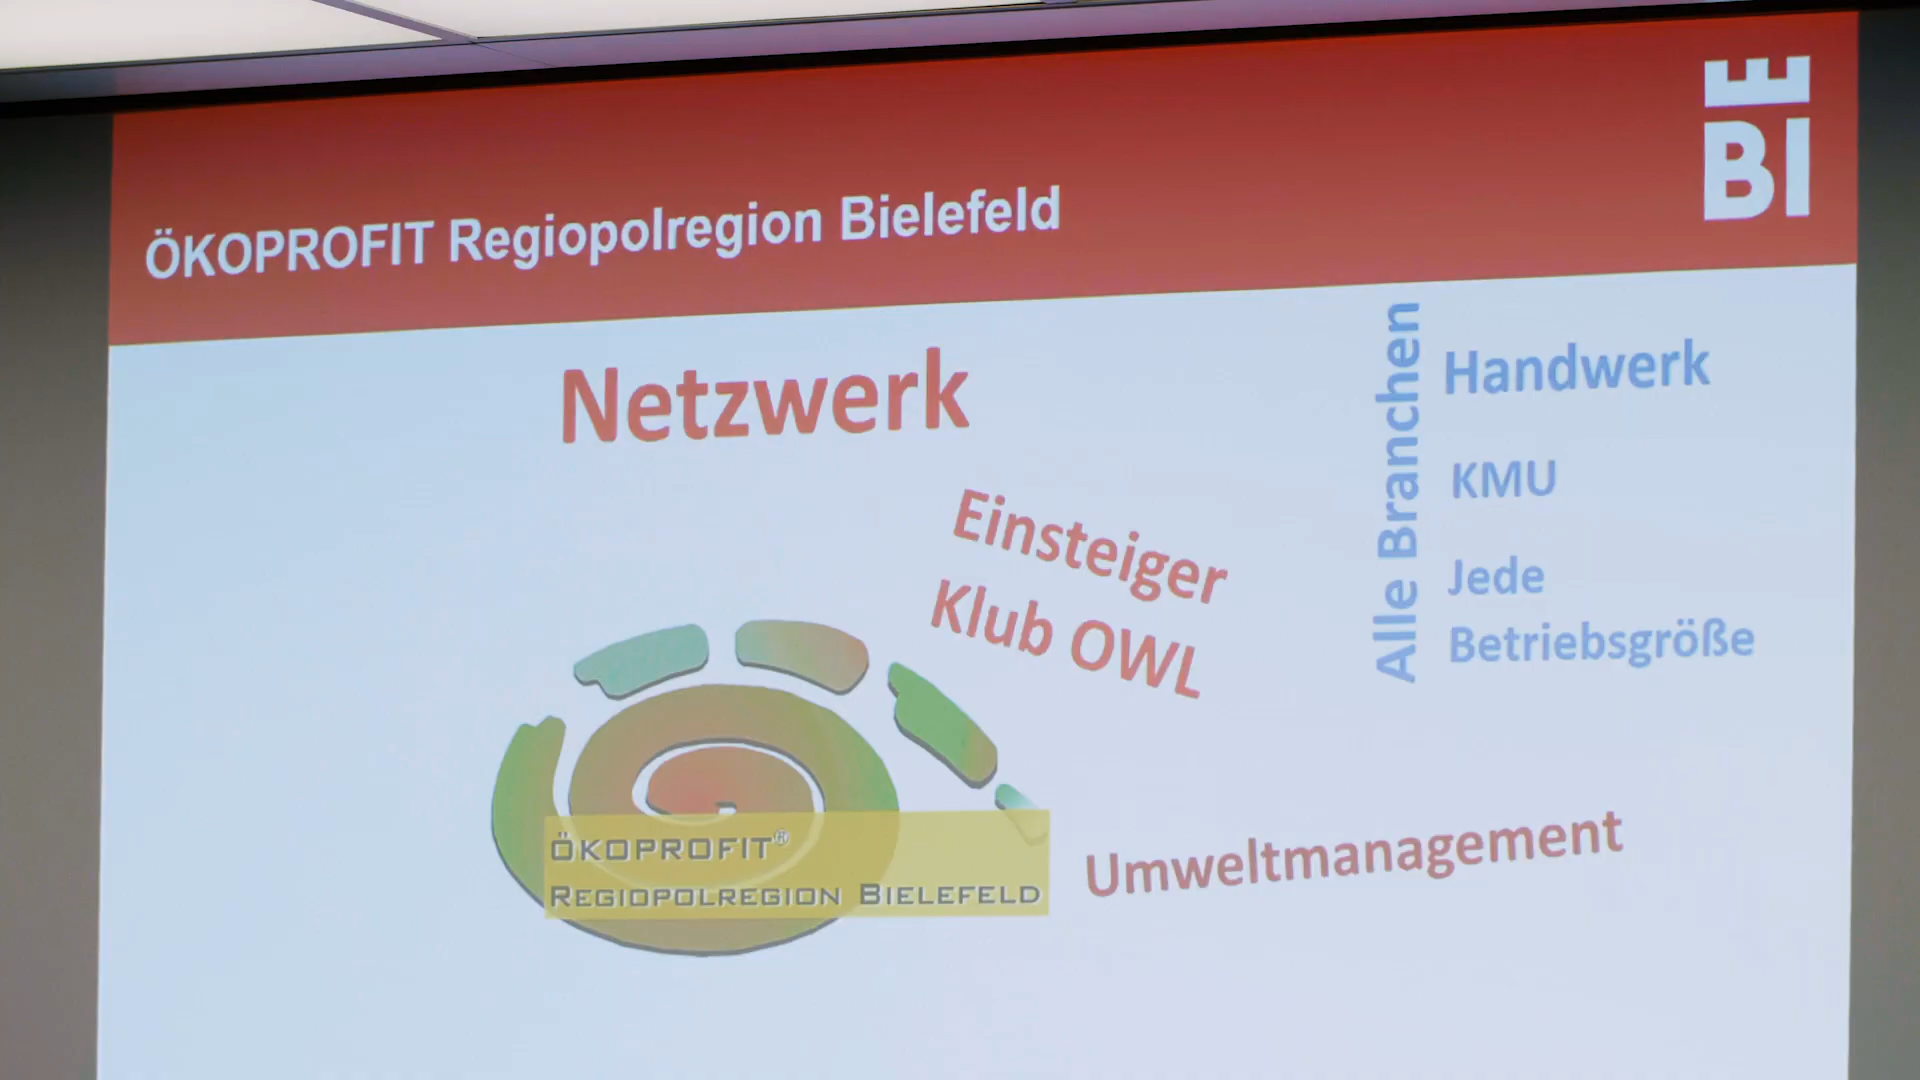 BI
ÖKOPROFIT Regiopolregion Bielefeld
Netzwerk
Einsteiger
Klub OWL
Alle Branchen
Handwerk
KMU
Jede
Betriebsgröße
ÖKOPROFIT®
REGIOPOLREGION BIELEFELD
Umweltmanagement